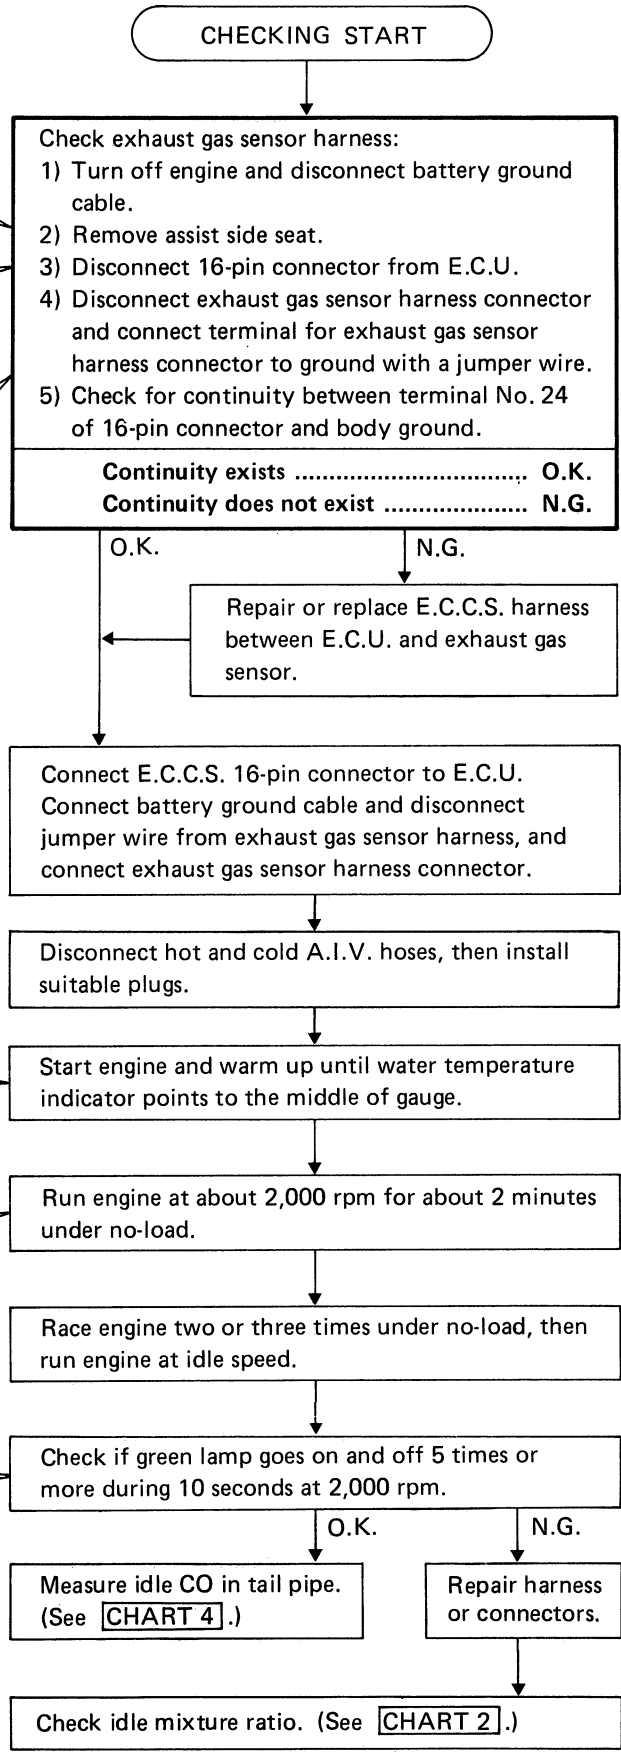 CHECKING START
Check exhaust gas sensor harness:
1) Turn off engine and disconnect battery ground
cable.
2) Remove assist side seat.
3) Disconnect 16-pin connector from E.C.U.
4) Disconnect exhaust gas sensor harness connector
and connect terminal for exhaust gas sensor
harness connector to ground with a jumper wire.
5) Check for continuity between terminal No. 24
of 16-pin connector and body ground.
Continuity exists .................................. O.K.
Continuity does not exist ..................... N.G.
O.K.
N.G.
Repair or replace E.C.C.S. harness
between E.C.U. and exhaust gas
sensor.
Connect E.C.C.S. 16-pin connector to E.C.U.
Connect battery ground cable and disconnect
jumper wire from exhaust gas sensor harness, and
connect exhaust gas sensor harness connector.
Disconnect hot and cold A.I.V. hoses, then install
suitable plugs.
Start engine and warm up until water temperature
indicator points to the middle of gauge.
Run engine at about 2,000 rpm for about 2 minutes
under no-load.
Race engine two or three times under no-load, then
run engine at idle speed.
Check if green lamp goes on and off 5 times or
more during 10 seconds at 2,000 rpm.
O.K.
N.G.
Measure idle CO in tail pipe.
(See CHART 4.)
Repair harness
or connectors.
Check idle mixture ratio. (See CHART 2.)